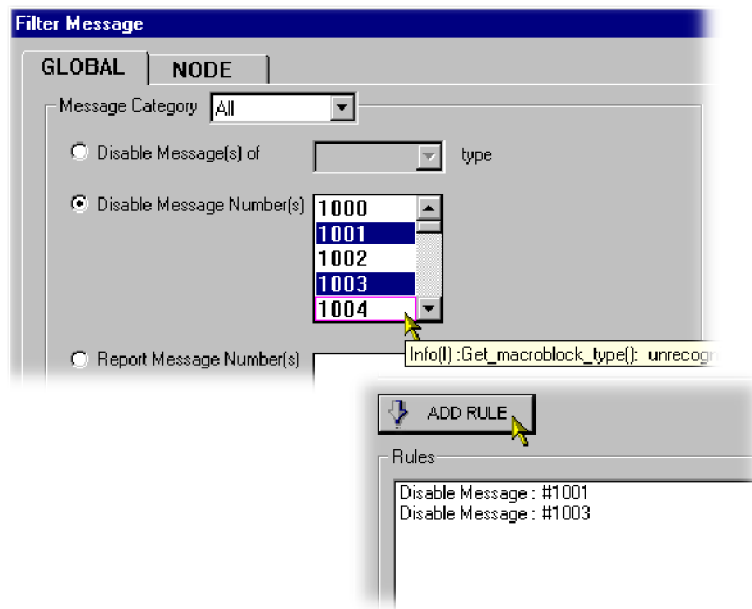 Filter Message
GLOBAL NODE
Message Category All
Disable Message(s) of type
Disable Message Number(s)
1000
1001
1002
1003
1004
Info(I) :Get_macroblock_type(): unrecogn
Report Message Number(s)
ADD RULE
Rules
Disable Message : #1001
Disable Message : #1003